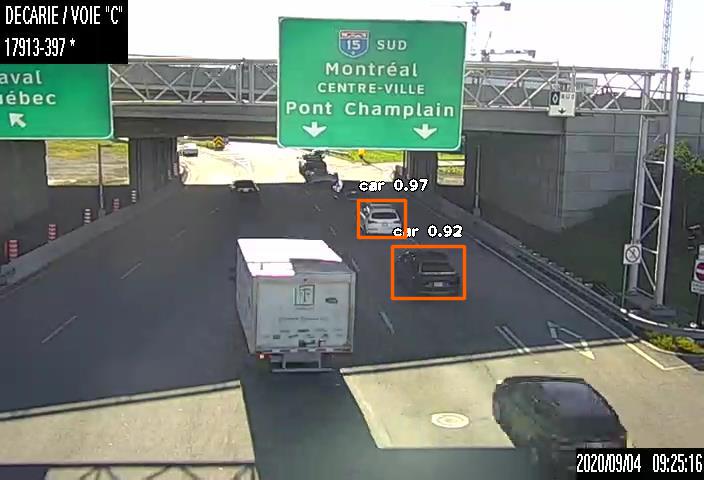 DECARIE / VOIE "C"
17913-397 *
aval
uébec
15 SUD
Montréal
CENTRE-VILLE
Pont Champlain
car 0.97
car 0.92
2020/09/04 09:25:16